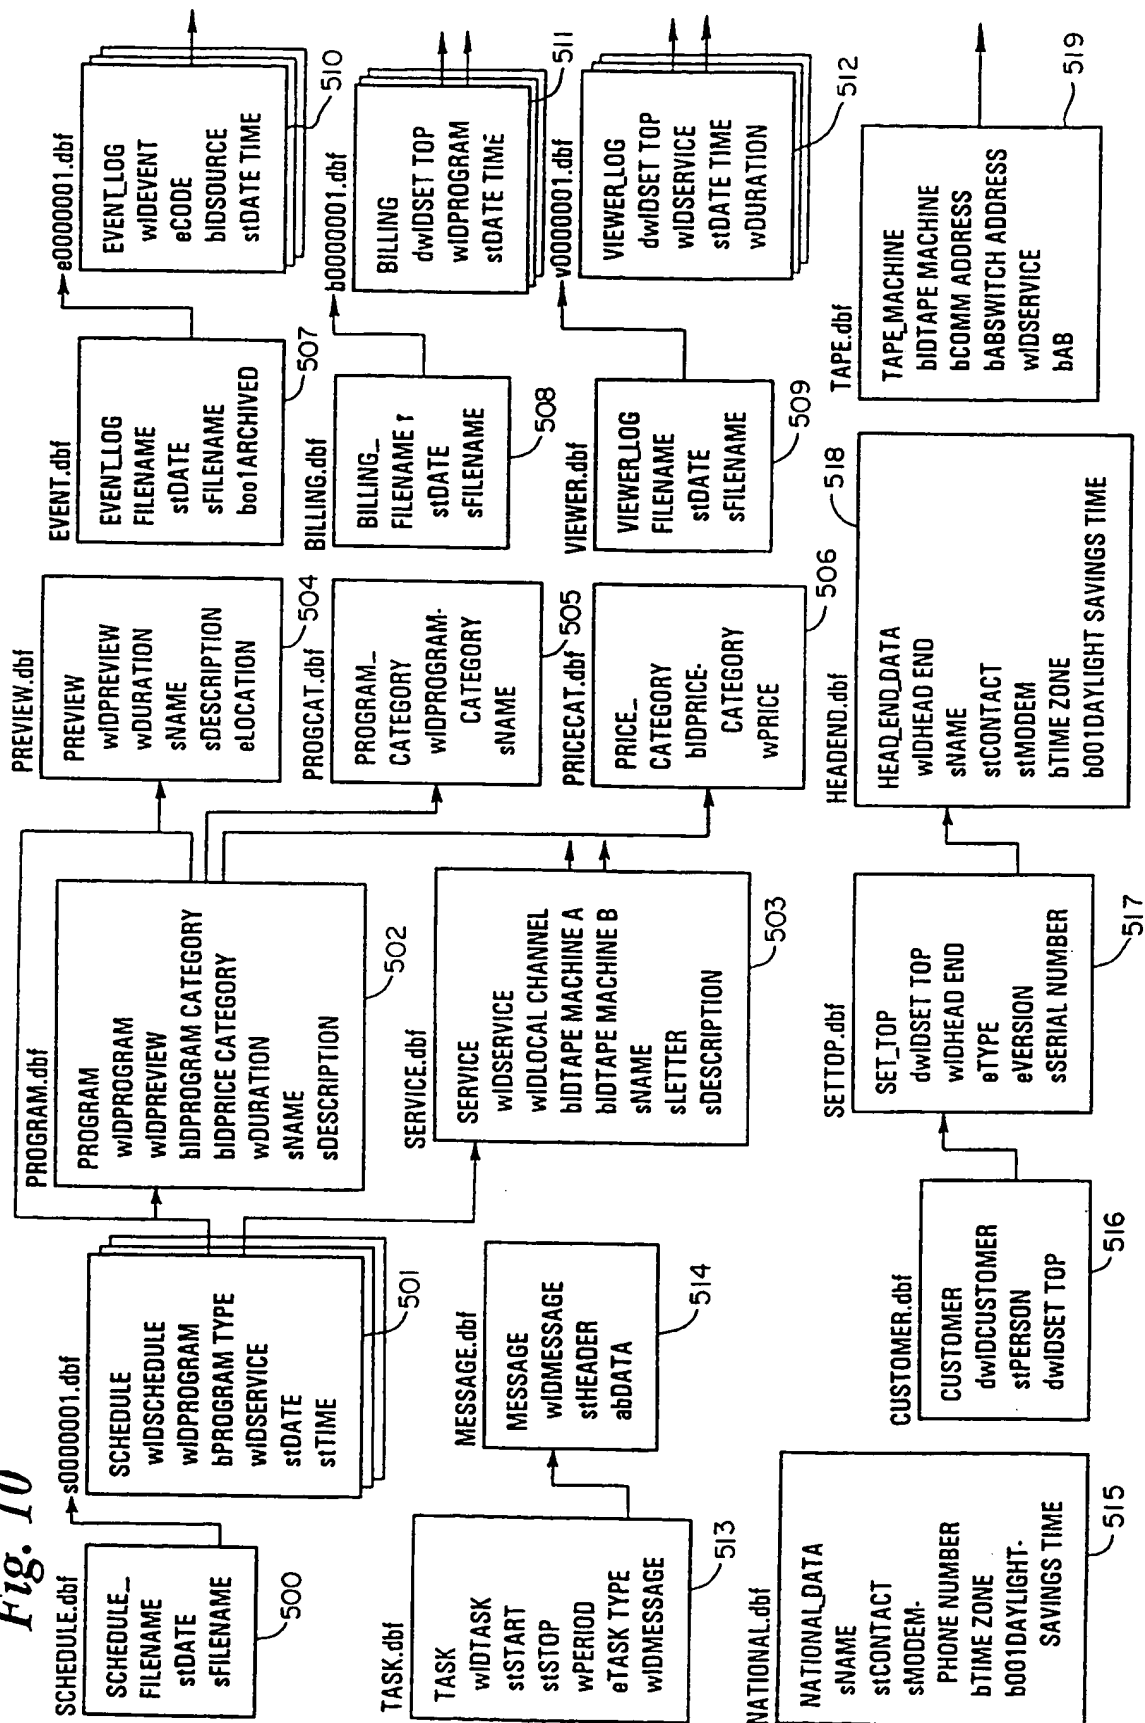 Fig. 10
SCHEDULE.dbf
SCHEDULE_
FILENAME
stDATE
sFILENAME
500
s0000001.dbf
SCHEDULE
wIDSCHEDULE
wIDPROGRAM
bPROGRAM TYPE
wIDSERVICE
stDATE
stTIME
501
PROGRAM.dbf
PROGRAM
wIDPROGRAM
wIDPREVIEW
bIDPROGRAM CATEGORY
bIDPRICE CATEGORY
wDURATION
sNAME
sDESCRIPTION
502
SERVICE.dbf
SERVICE
wIDSERVICE
wIDLOCAL CHANNEL
bIDTAPE MACHINE A
bIDTAPE MACHINE B
sNAME
sLETTER
sDESCRIPTION
503
PREVIEW.dbf
PREVIEW
wIDPREVIEW
wDURATION
sNAME
sDESCRIPTION
eLOCATION
504
PROGCAT.dbf
PROGRAM_
CATEGORY
wIDPROGRAM-
CATEGORY
sNAME
505
PRICECAT.dbf
PRICE_
CATEGORY
bIDPRICE-
CATEGORY
wPRICE
506
EVENT.dbf
EVENT_LOG
FILENAME
stDATE
sFILENAME
boo1ARCHIVED
507
BILLING.dbf
BILLING_
FILENAME
stDATE
sFILENAME
508
VIEWER.dbf
VIEWER_LOG
FILENAME
stDATE
sFILENAME
509
e0000001.dbf
EVENT_LOG
wIDEVENT
eCODE
bIDSOURCE
stDATE TIME
510
b0000001.dbf
BILLING
dwIDSET TOP
wIDPROGRAM
stDATE TIME
511
v0000001.dbf
VIEWER_LOG
dwIDSET TOP
wIDSERVICE
stDATE TIME
wDURATION
512
TASK.dbf
TASK
wIDTASK
stSTART
stSTOP
wPERIOD
eTASK TYPE
wIDMESSAGE
513
MESSAGE.dbf
MESSAGE
wIDMESSAGE
stHEADER
abDATA
514
NATIONAL.dbf
NATIONAL_DATA
sNAME
stCONTACT
sMODEM-
PHONE NUMBER
bTIME ZONE
b001DAYLIGHT-
SAVINGS TIME
515
CUSTOMER.dbf
CUSTOMER
dwIDCUSTOMER
stPERSON
dwIDSET TOP
516
SETTOP.dbf
SET_TOP
dwIDSET TOP
wIDHEAD END
eTYPE
eVERSION
sSERIAL NUMBER
517
HEADEND.dbf
HEAD_END_DATA
wIDHEAD END
sNAME
stCONTACT
stMODEM
bTIME ZONE
b001DAYLIGHT SAVINGS TIME
518
TAPE.dbf
TAPE_MACHINE
bIDTAPE MACHINE
bCOMM ADDRESS
bABSWITCH ADDRESS
wIDSERVICE
bAB
519